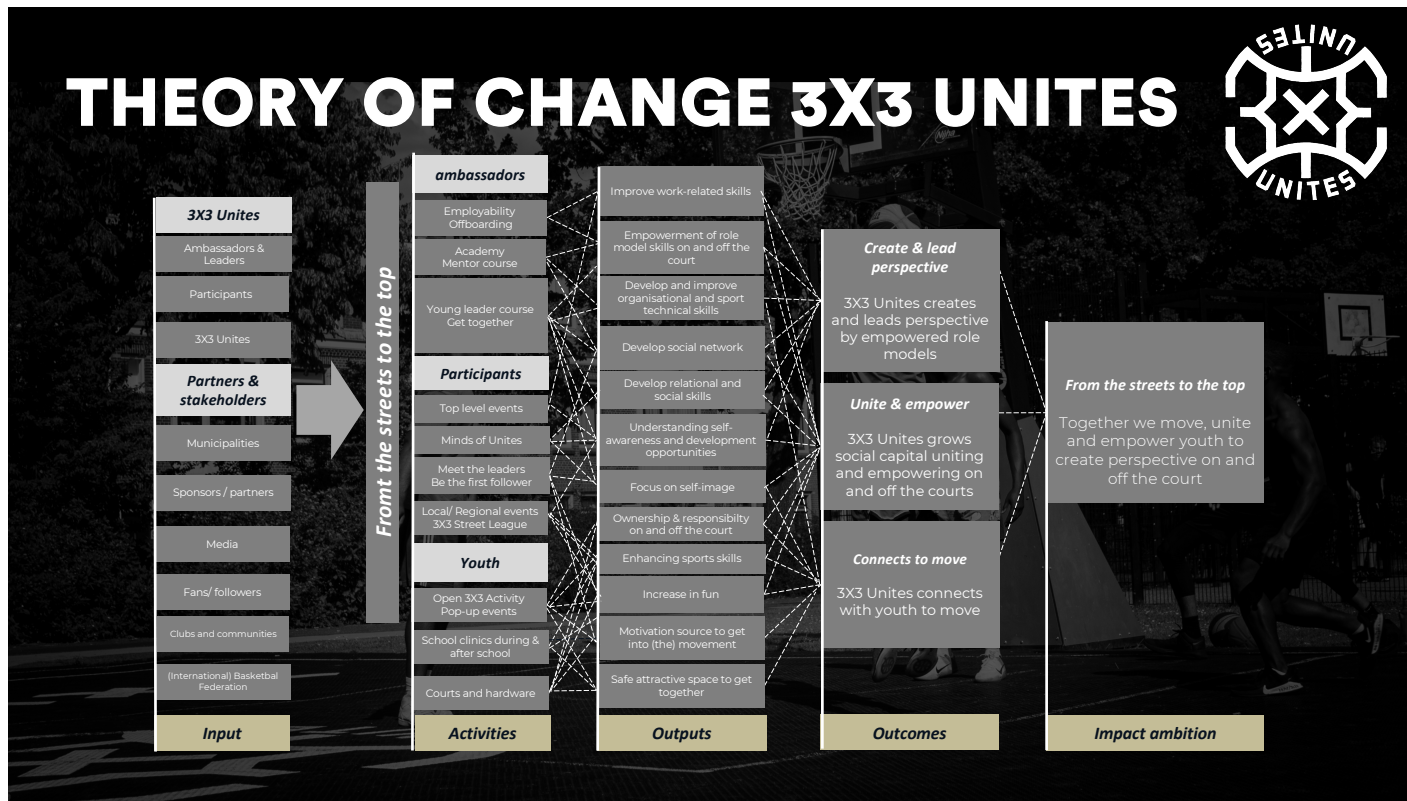 UNITES
THEORY OF CHANGE 3X3 UNITES
UNITES
3X3 Unites
Ambassadors &
Leaders
Participants
3X3 Unites
Partners &
stakeholders
Municipalities
Sponsors / partners
Media
Fans/ followers
Clubs and communities
(International) Basketbal
Federation
Input
Fromt the streets to the top
ambassadors
Employability
Offboarding
Academy
Mentor course
Young leader course
Get together
Participants
Top level events
Minds of Unites
Meet the leaders
Be the first follower
Local/ Regional events
3X3 Street League
Youth
Open 3X3 Activity
Pop-up events
School clinics during &
after school
Courts and hardware
Activities
Improve work-related skills
Empowerment of role
model skills on and off the
court
Develop and improve
organisational and sport
technical skills
Develop social network
Develop relational and
social skills
Understanding self-
awareness and development
opportunities
Focus on self-image
Ownership & responsibilty
on and off the court
Enhancing sports skills
Increase in fun
Motivation source to get
into (the) movement
Safe attractive space to get
together
Outputs
Create & lead
perspective
3X3 Unites creates
and leads perspective
by empowered role
models
Unite & empower
3X3 Unites grows
social capital uniting
and empowering on
and off the courts
Connects to move
3X3 Unites connects
with youth to move
Outcomes
From the streets to the top
Together we move, unite
and empower youth to
create perspective on and
off the court
Impact ambition